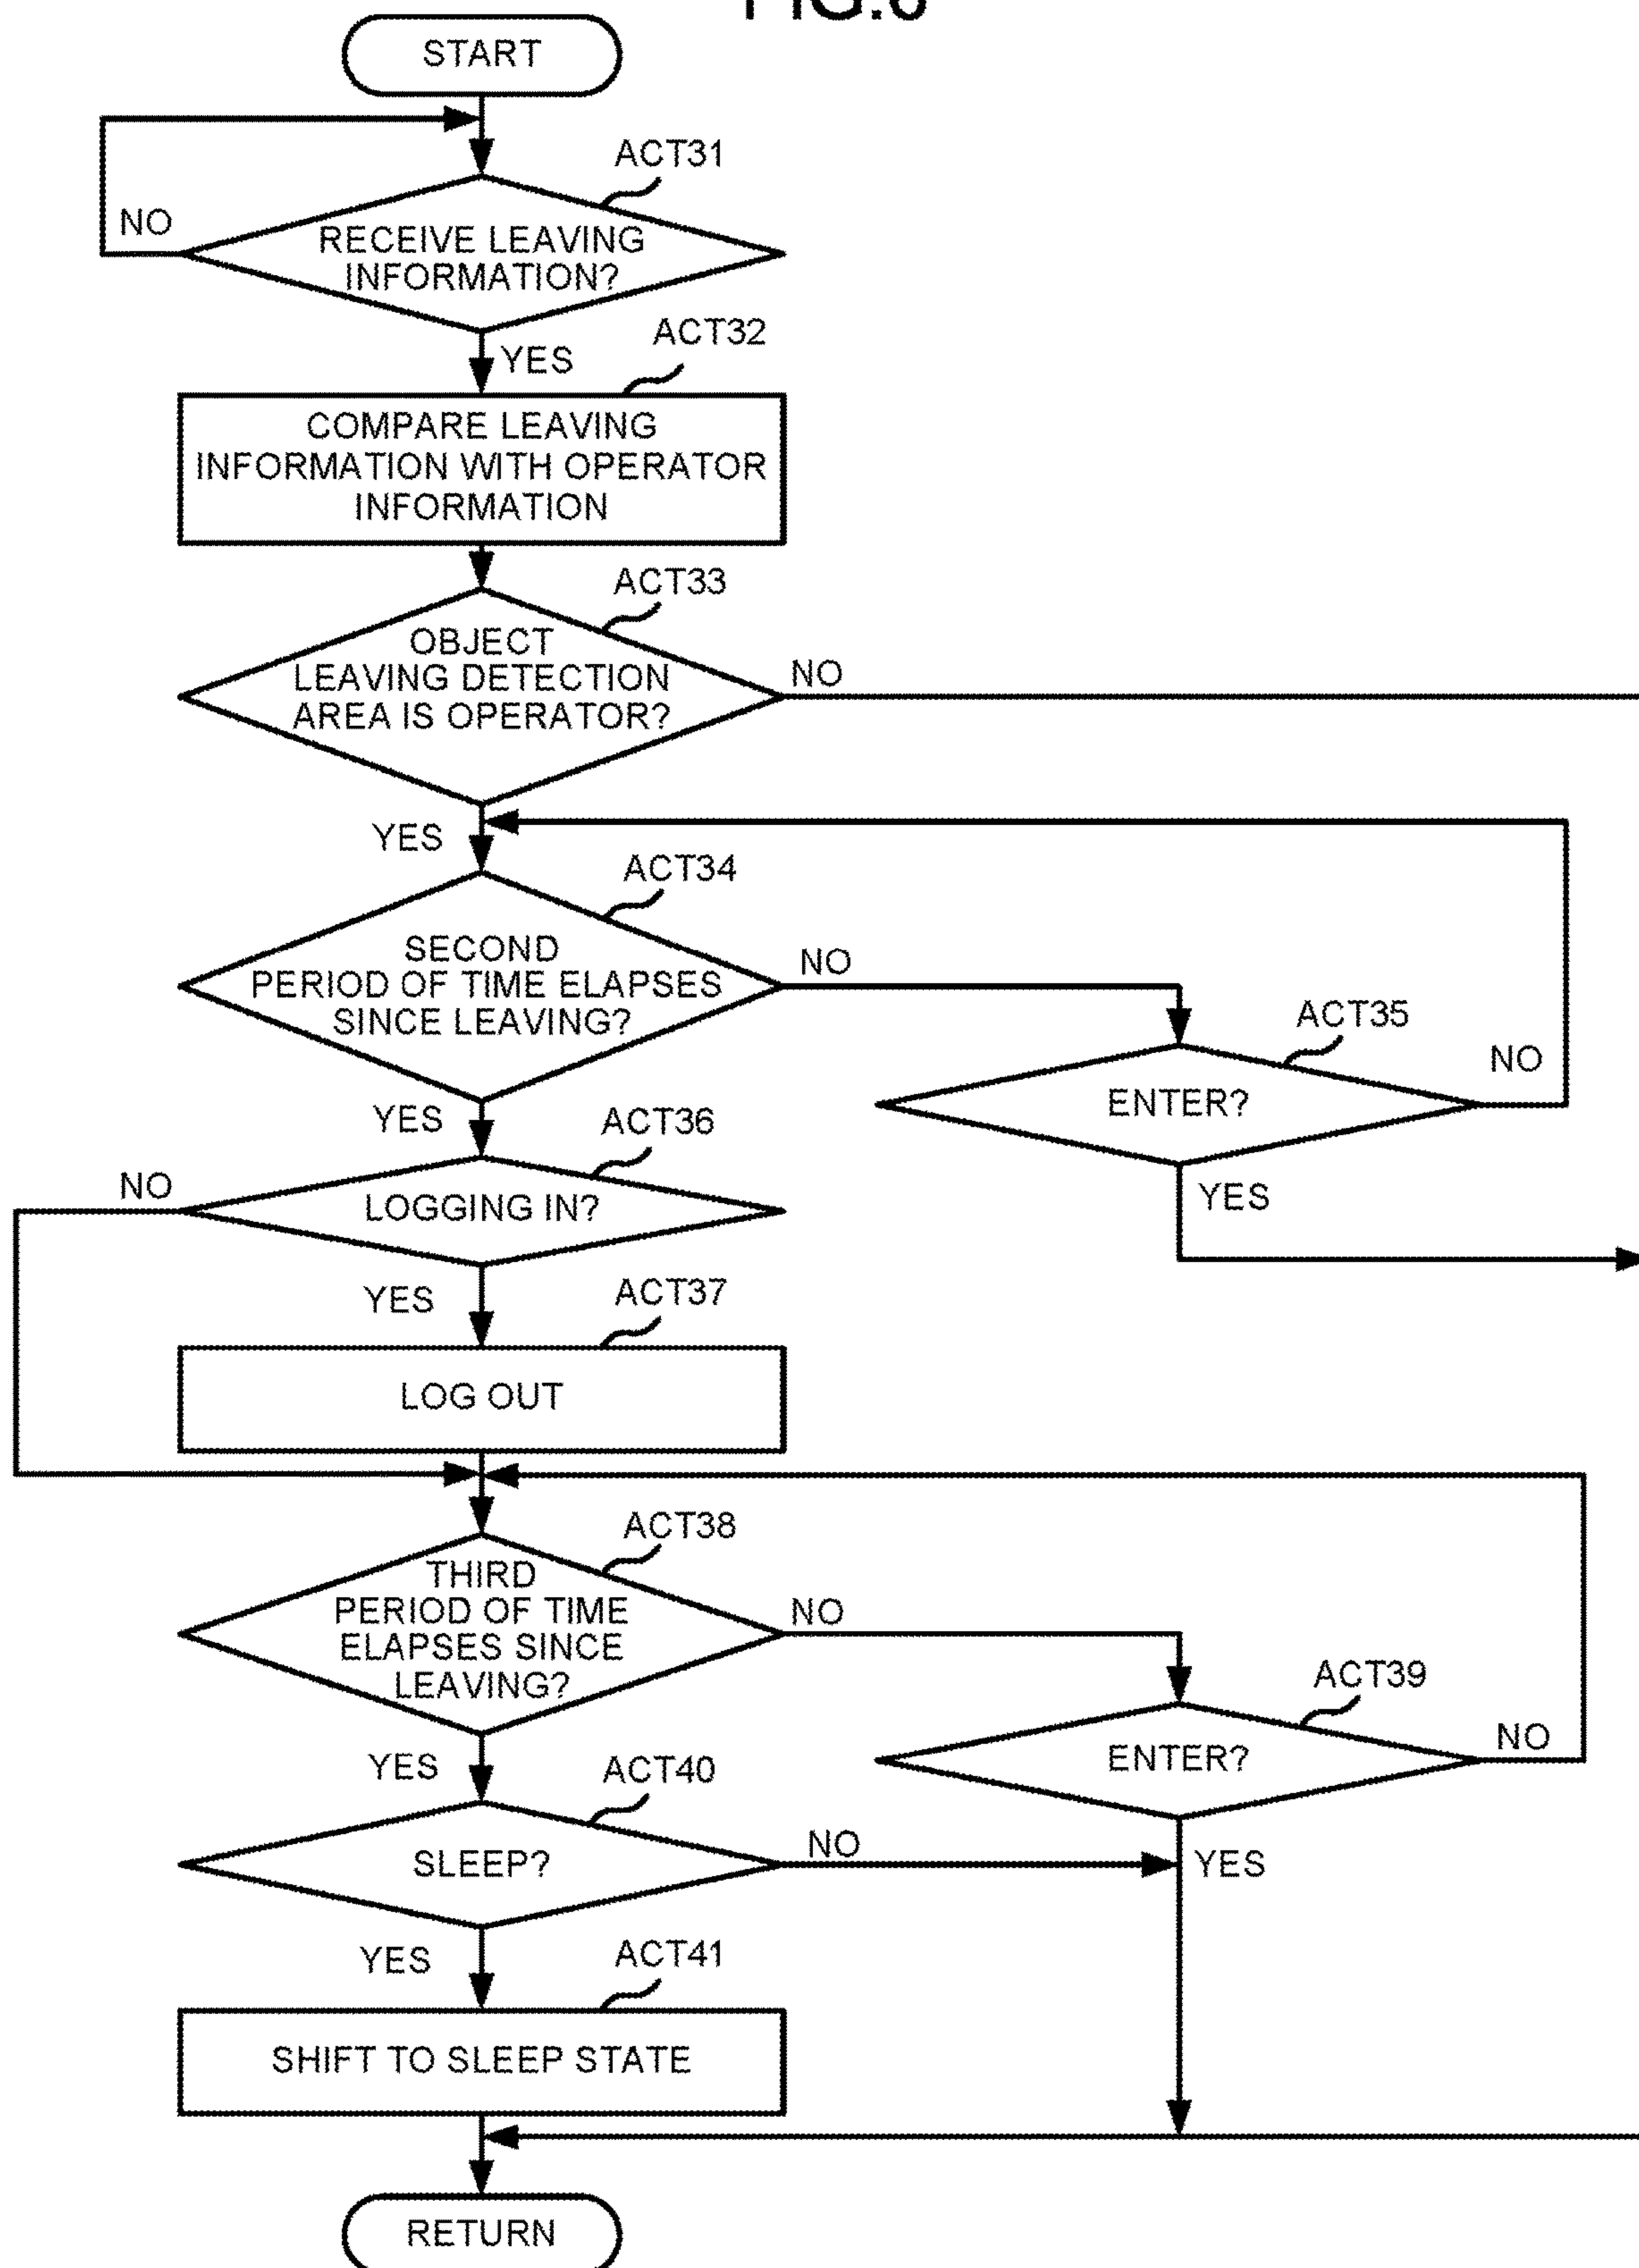 START
ACT31
NO
RECEIVE LEAVING
INFORMATION?
ACT32
YES
COMPARE LEAVING
INFORMATION WITH OPERATOR
INFORMATION
ACT33
OBJECT
LEAVING DETECTION
AREA IS OPERATOR?
NO
YES
ACT34
SECOND
PERIOD OF TIME ELAPSES
SINCE LEAVING?
NO
ACT35
ENTER?
NO
YES
YES
ACT36
NO
LOGGING IN?
YES
ACT37
LOG OUT
ACT38
THIRD
PERIOD OF TIME
ELAPSES SINCE
LEAVING?
NO
ACT39
ENTER?
NO
YES
YES
ACT40
SLEEP?
NO
YES
ACT41
SHIFT TO SLEEP STATE
RETURN